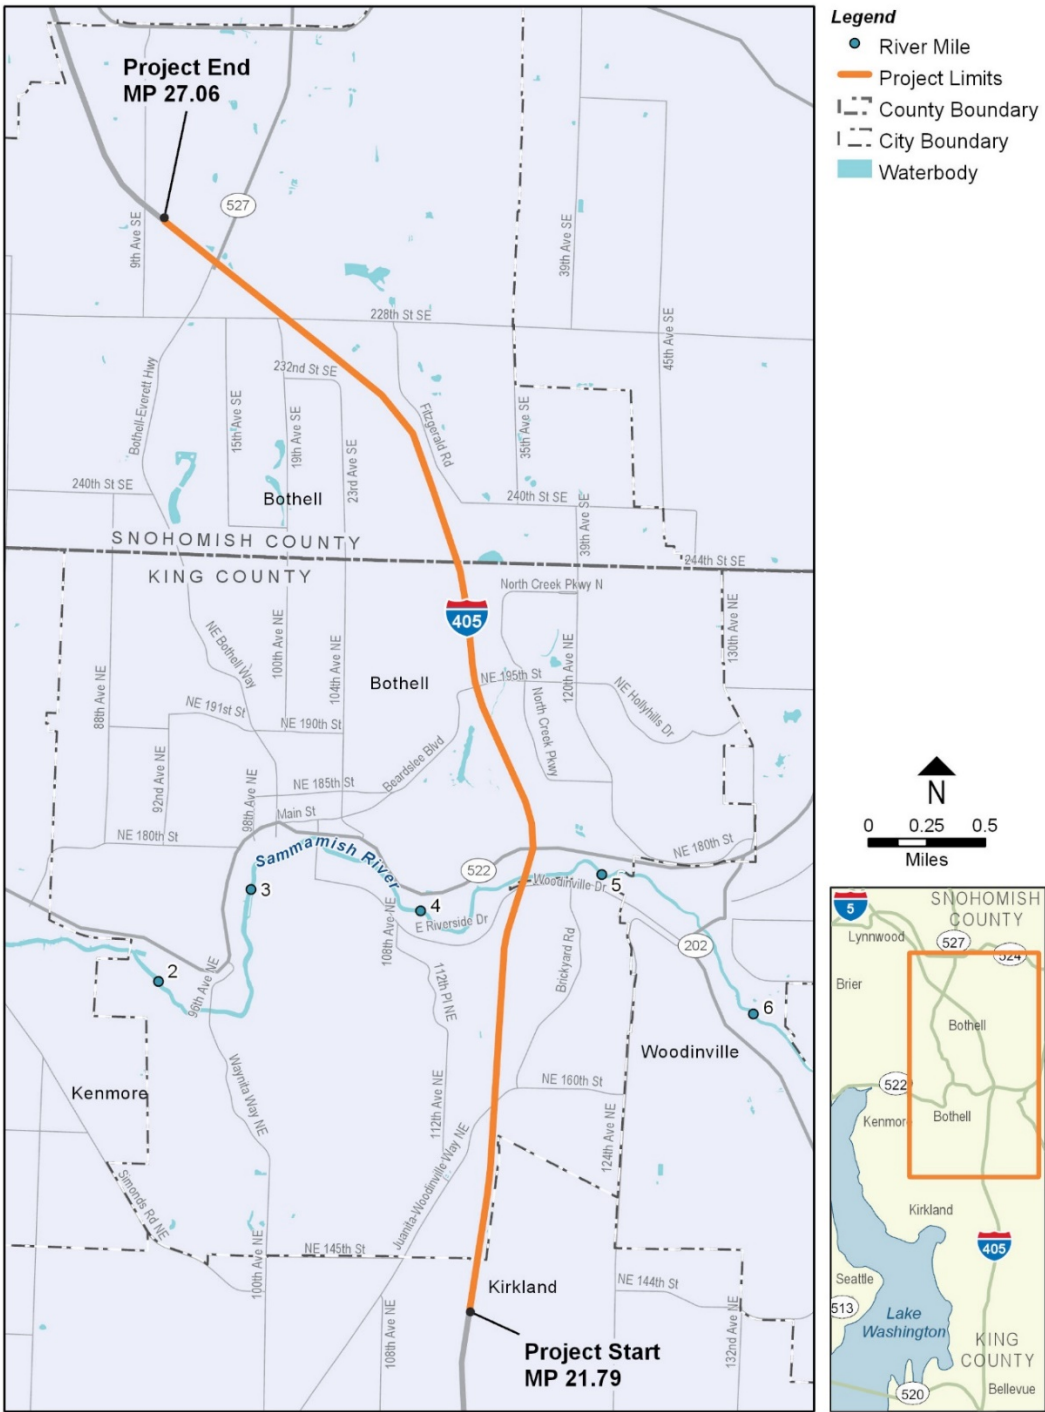 Project End
MP 27.06
527
9th Ave SE
39th Ave SE
228th St SE
45th Ave SE
232nd St SE
Bothell-Everett Hwy
15th Ave SE
19th Ave SE
23rd Ave SE
Fitzgerald Rd
35th Ave SE
240th St SE
Bothell
240th St SE
39th Ave SE
SNOHOMISH COUNTY
KING COUNTY
244th St SE
North Creek Pkwy N
405
NE Bothell Way
100th Ave NE
104th Ave NE
120th Ave NE
130th Ave NE
88th Ave NE
Bothell
NE 195th St
NE Hollyhills Dr
North Creek Pkwy
NE 191st St
NE 190th St
92nd Ave NE
98th Ave NE
Beardslee Blvd
NE 185th St
Main St
NE 180th St
NE 180th St
Sammamish River
522
3
4
5
Woodinville Dr
E Riverside Dr
108th Ave NE
202
2
96th Ave NE
112th Pl NE
Brickyard Rd
6
Woodinville
Kenmore
Waynita Way NE
112th Ave NE
NE 160th St
124th Ave NE
Simonds Rd NE
Juanita-Woodinville Way NE
NE 145th St
100th Ave NE
Kirkland
NE 144th St
108th Ave NE
132nd Ave NE
Project Start
MP 21.79
Legend
River Mile
Project Limits
County Boundary
City Boundary
Waterbody
N
0 0.25 0.5
Miles
5
SNOHOMISH
COUNTY
Lynnwood
527
524
Brier
Bothell
522
Kenmore
Bothell
Kirkland
405
Seattle
513
Lake
Washington
KING
COUNTY
520
Bellevue